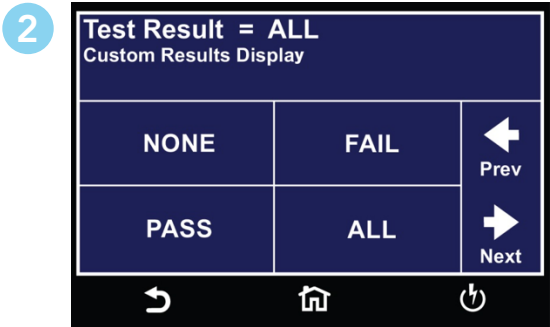 2
Test Result = ALL
Custom Results Display
NONE
FAIL
Prev
PASS
ALL
Next